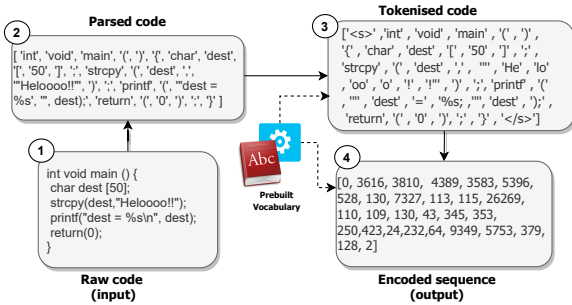 Parsed code
2
[ 'int', 'void', 'main', '(', ')', '{', 'char', 'dest',
'[', '50', ']', ';', 'strcpy', '(', 'dest', ',',
'"Heloooo!!"', ')', ';', 'printf', '(', '"dest =
%s", '", dest);', 'return', '(', '0', ')', ';', '}' ]
Tokenised code
3
['<s>' ,'int' , 'void' , 'main' , '(' , ')' ,
'{' , 'char' , 'dest' , '[' , '50' , ']' , ';' ,
'strcpy' , '(' , 'dest' , ',' , '"' , 'He' , 'lo'
, 'oo' , 'o' , '!' , '!"' , ')' , ';', 'printf' , '('
, '"' , 'dest' , '=' , '%s; ,'"', 'dest' , ');' ,
'return', '(' , '0' , ')',';' , '}' , '</s>']
1
int void main () {
char dest [50];
strcpy(dest,"Heloooo!!");
printf("dest = %s\n", dest);
return(0);
}
Raw code
(input)
Abc
Prebuilt
Vocabulary
4
[0, 3616, 3810, 4389, 3583, 5396,
528, 130, 7327, 113, 115, 26269,
110, 109, 130, 43, 345, 353,
250,423,24,232,64, 9349, 5753, 379,
128, 2]
Encoded sequence
(output)